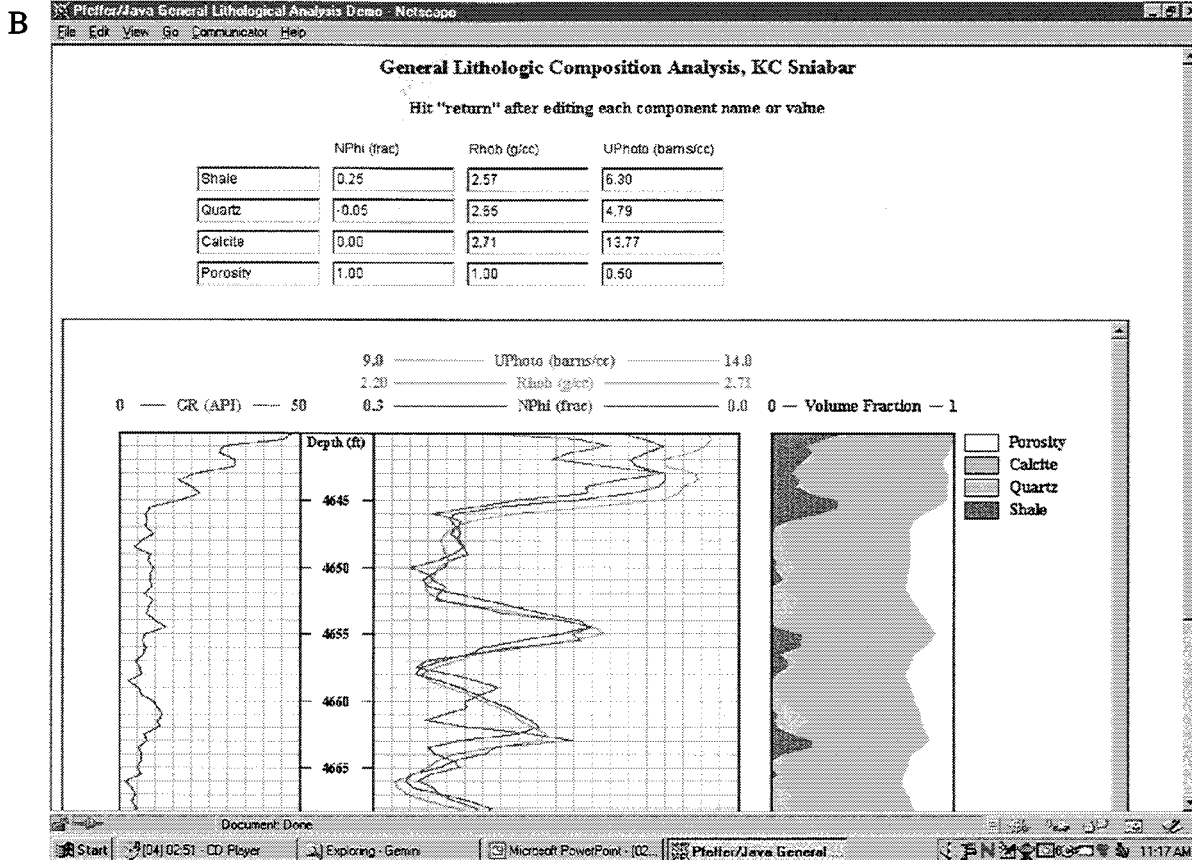 B
Pfeffer/Java General Lithological Analysis Demo - Netscape
File Edit View Go Communicator Help
General Lithologic Composition Analysis, KC Sniabar
Hit "return" after editing each component name or value
NPhi (frac) Rhob (g/cc) UPhoto (barns/cc)
Shale 0.25 2.57 6.30
Quartz -0.05 2.65 4.79
Calcite 0.00 2.71 13.77
Porosity 1.00 1.00 0.50
9.0 UPhoto (barns/cc) 14.0
2.20 Rhob (g/cc) 2.71
0 GR (API) 50 0.3 NPhi (frac) 0.0 0 Volume Fraction 1
Depth (ft)
4645
4650
4655
4660
4665
Porosity
Calcite
Quartz
Shale
Document: Done
Start [04] 02:51 - CD Player Exploring - Gemini Microsoft PowerPoint - [02... Pfeffer/Java General ... 11:17 AM